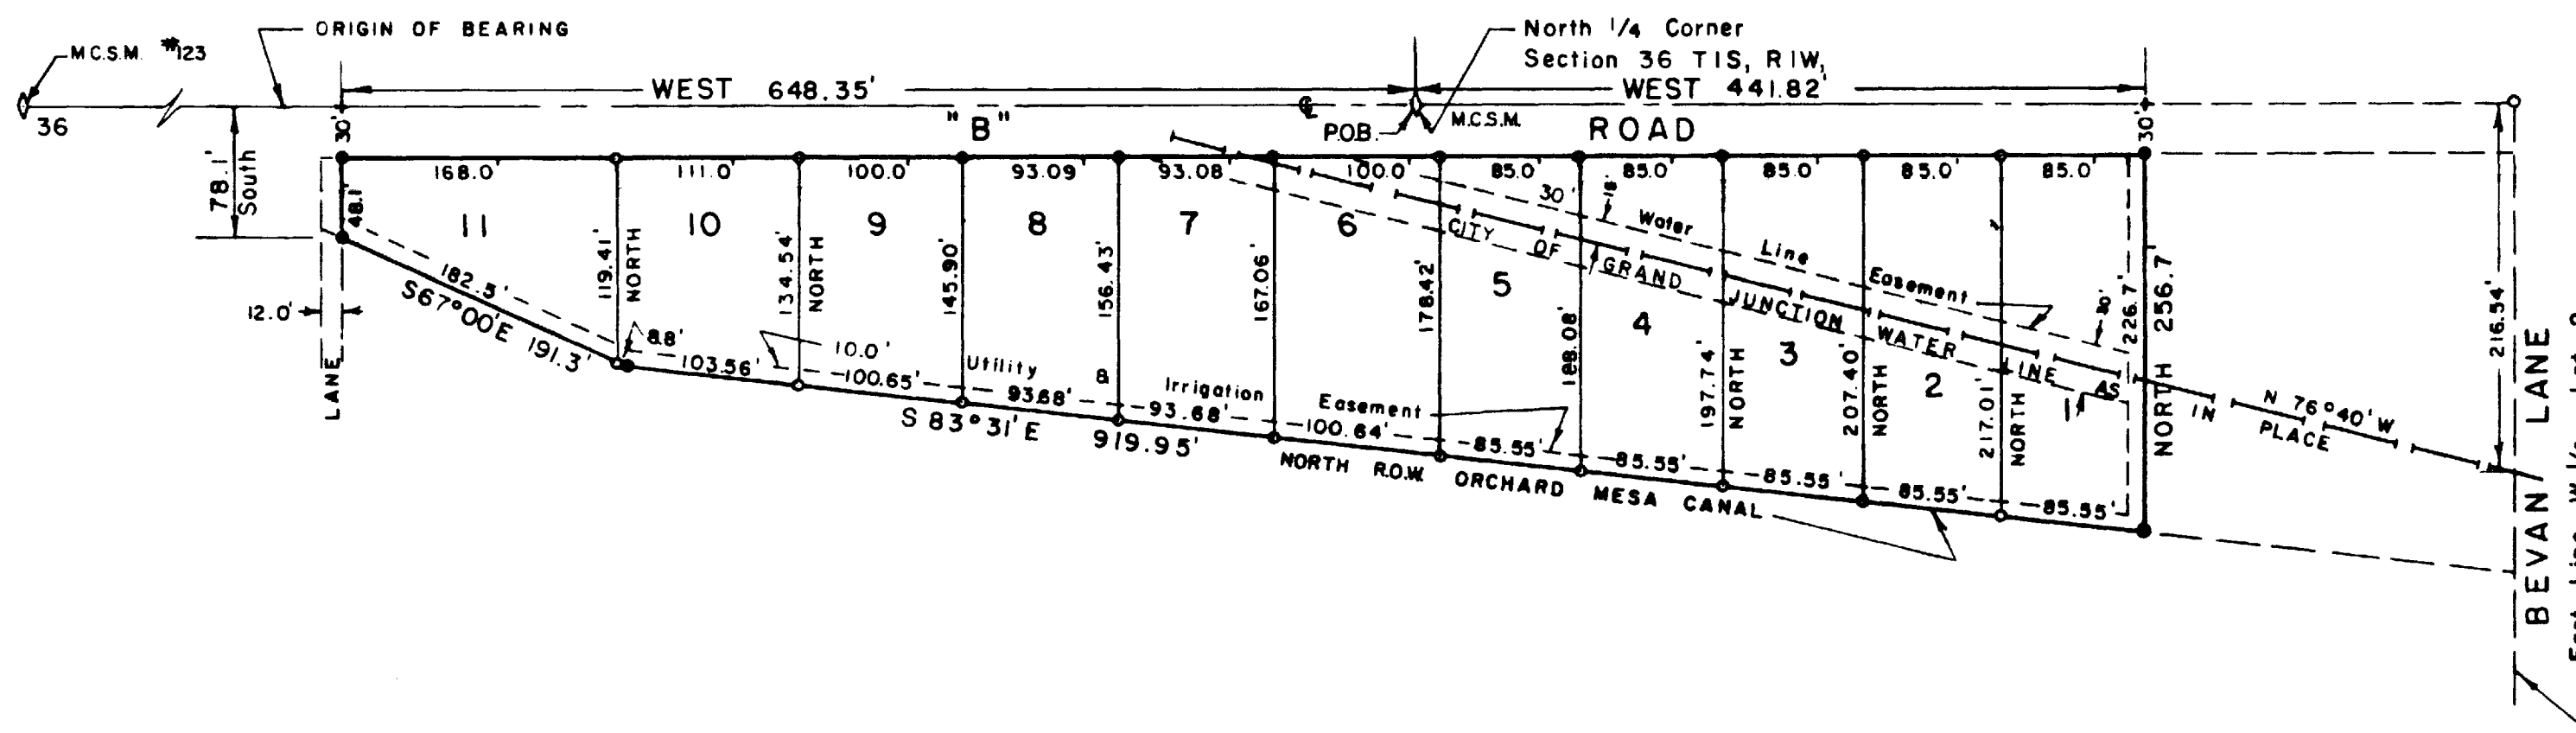 ORIGIN OF BEARING
M.C.S.M. #123
36
North 1/4 Corner
Section 36 T1S, R1W,
WEST 648.35'
WEST 441.82'
"B" ROAD
P.O.B.
M.C.S.M.
30'
30'
78.1'
South
48.1'
168.0'
111.0'
100.0'
93.09
93.08
100.0'
85.0'
85.0'
85.0'
85.0'
85.0'
11
10
9
8
7
6
5
4
3
2
1
119.41'
NORTH
134.54'
NORTH
145.90'
156.43'
167.06'
178.42'
188.08'
197.74'
NORTH
207.40'
NORTH
217.01'
NORTH
226.7'
NORTH 256.7'
216.54'
30'
Water Line Easement
CITY OF GRAND JUNCTION WATER LINE AS IN PLACE
N 76°40' W
182.5'
S67°00'E 191.3'
12.0'
LANE
8.8'
103.56'
10.0'
100.65'
93.68'
93.68'
100.64'
85.55'
85.55'
85.55'
85.55'
85.55'
Utility & Irrigation Easement
S 83°31'E 919.95'
NORTH R.O.W. ORCHARD MESA CANAL
BEVAN LANE